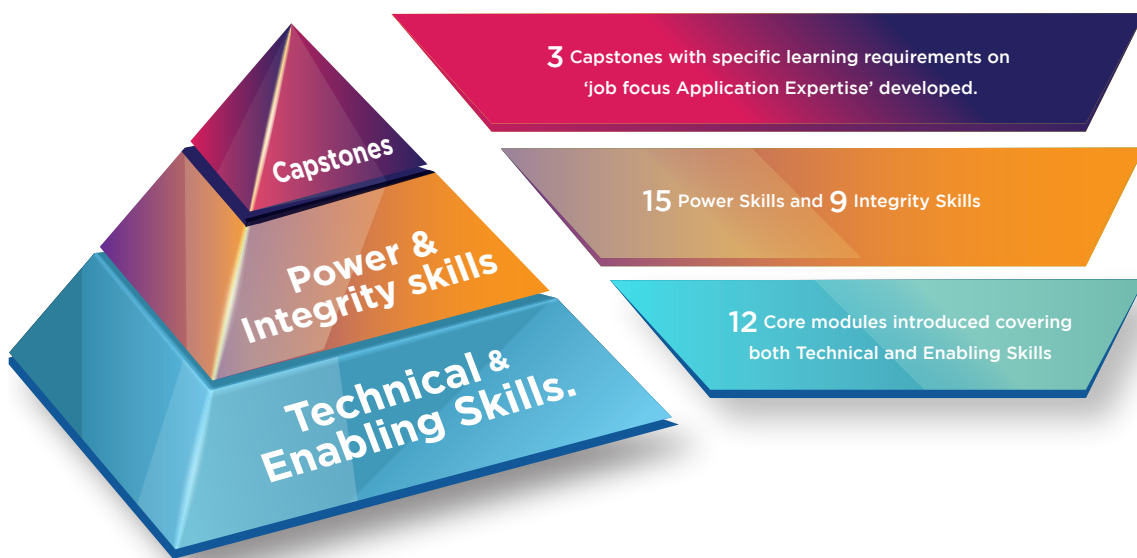 Capstones
Power &
Integrity skills
Technical &
Enabling Skills.
3 Capstones with specific learning requirements on
‘job focus Application Expertise’ developed.
15 Power Skills and 9 Integrity Skills
12 Core modules introduced covering
both Technical and Enabling Skills